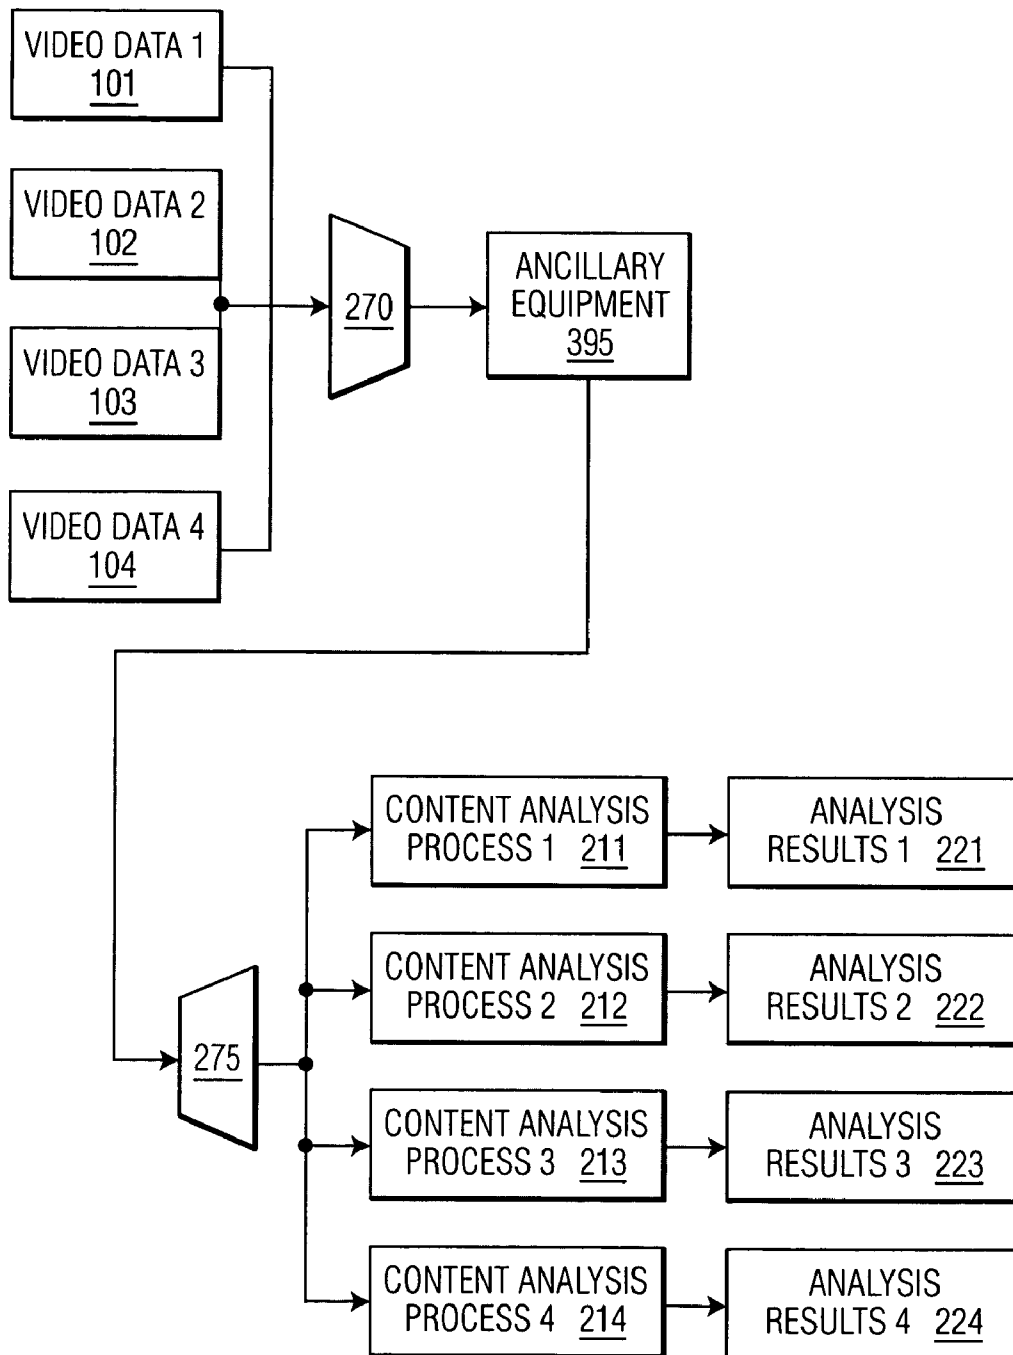 VIDEO DATA 1
101
VIDEO DATA 2
102
VIDEO DATA 3
103
VIDEO DATA 4
104
270
ANCILLARY
EQUIPMENT
395
275
CONTENT ANALYSIS
PROCESS 1 211
ANALYSIS
RESULTS 1 221
CONTENT ANALYSIS
PROCESS 2 212
ANALYSIS
RESULTS 2 222
CONTENT ANALYSIS
PROCESS 3 213
ANALYSIS
RESULTS 3 223
CONTENT ANALYSIS
PROCESS 4 214
ANALYSIS
RESULTS 4 224